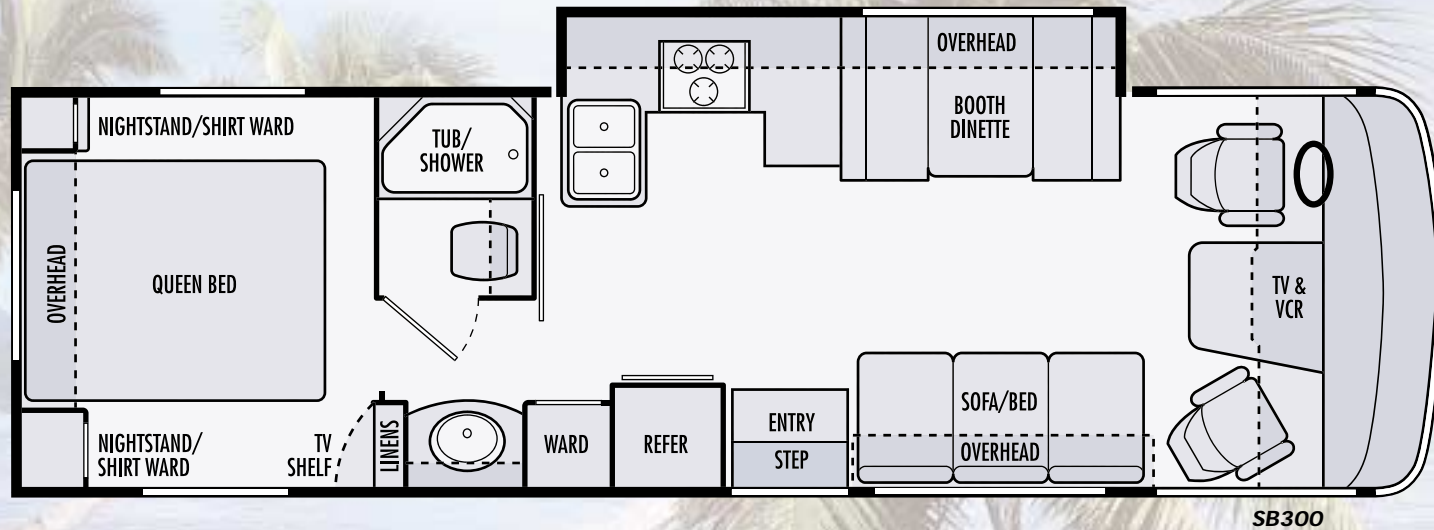 OVERHEAD
BOOTH
DINETTE
NIGHTSTAND/SHIRT WARD
TUB/
SHOWER
OVERHEAD
QUEEN BED
TV &
VCR
NIGHTSTAND/
SHIRT WARD
TV
SHELF
LINENS
WARD
REFER
ENTRY
STEP
SOFA/BED
OVERHEAD
SB300